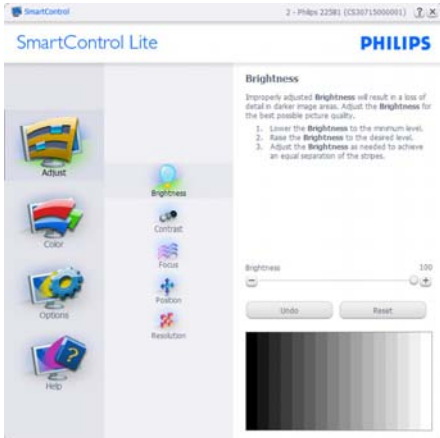 SmartControl
2 - Philips 225B1 (CS30715000001)
SmartControl Lite
PHILIPS
Adjust
Color
Options
Help
Brightness
Contrast
Focus
Position
Resolution
Brightness
Improperly adjusted Brightness will result in a loss of
detail in darker image areas. Adjust the Brightness for
the best possible picture quality.
1. Lower the Brightness to the minimum level.
2. Raise the Brightness to the desired level.
3. Adjust the Brightness as needed to achieve
an equal separation of the stripes.
Brightness 100
Undo
Reset